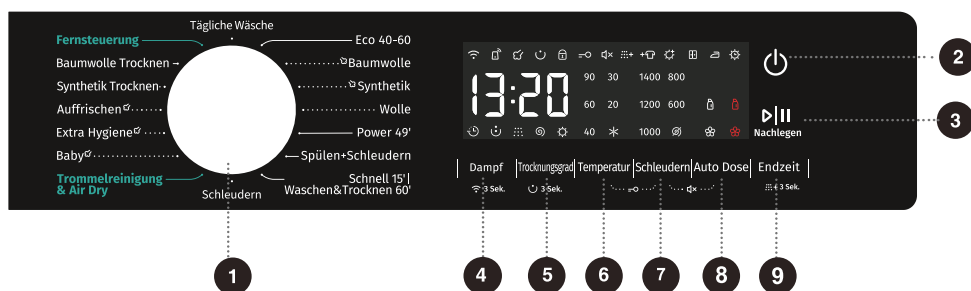 Tägliche Wäsche
Fernsteuerung
Baumwolle Trocknen
Synthetik Trocknen
Auffrischen
Extra Hygiene
Baby
Trommelreinigung
& Air Dry
Schleudern
Eco 40-60
Baumwolle
Synthetik
Wolle
Power 49'
Spülen+Schleudern
Schnell 15'|
Waschen&Trocknen 60'
13:20
90 30 1400 800
60 20 1200 600
40 1000
Nachlegen
Dampf Trocknungsgrad Temperatur Schleudern Auto Dose Endzeit
3 Sek. 3 Sek. 3 Sek.
1
2
3
4
5
6
7
8
9